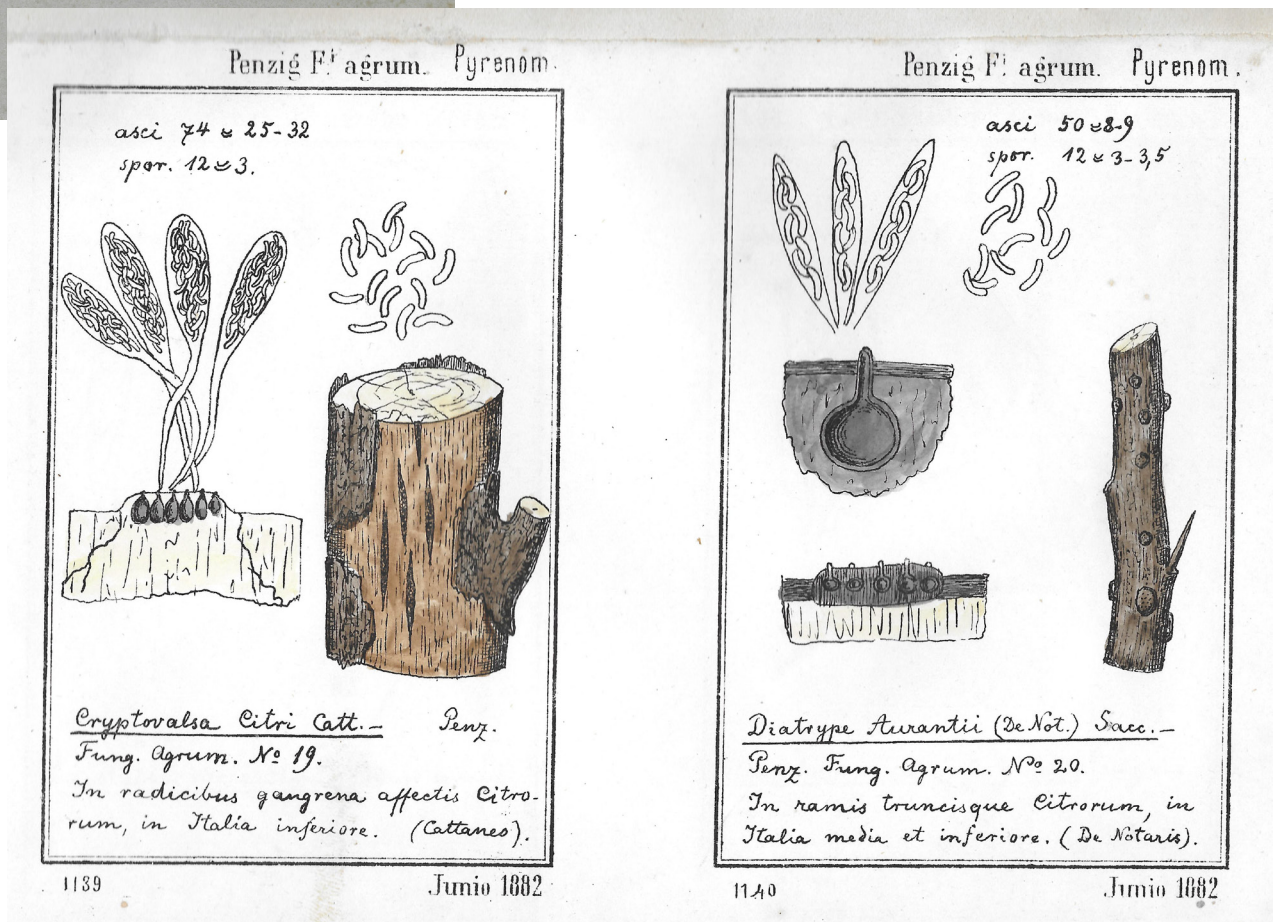 Penzig F.i agrum. Pyrenom.
asci 74 ≈ 25-32
spor. 12 ≈ 3.
Cryptovalsa Citri Catt.— Penz.
Fung. Agrum. No 19.
In radicibus gangrena affectis Citro-
rum, in Italia inferiore. (Cattaneo).
1139 Junio 1882
Penzig F.i agrum. Pyrenom.
asci 50 ≈ 8-9
spor. 12 ≈ 3-3,5
Diatrype Aurantii (De Not.) Sacc.—
Penz. Fung. Agrum. No 20.
In ramis truncisque Citrorum, in
Italia media et inferiore. (De Notaris).
1140 Junio 1882